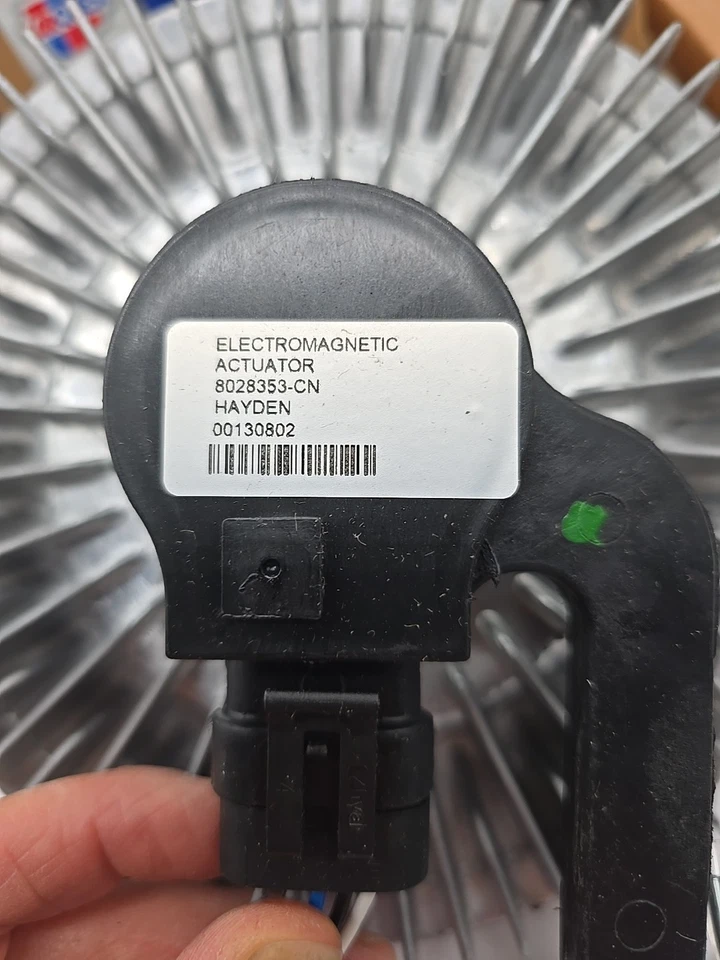 ELECTROMAGNETIC
ACTUATOR
8028353-CN
HAYDEN
00130802